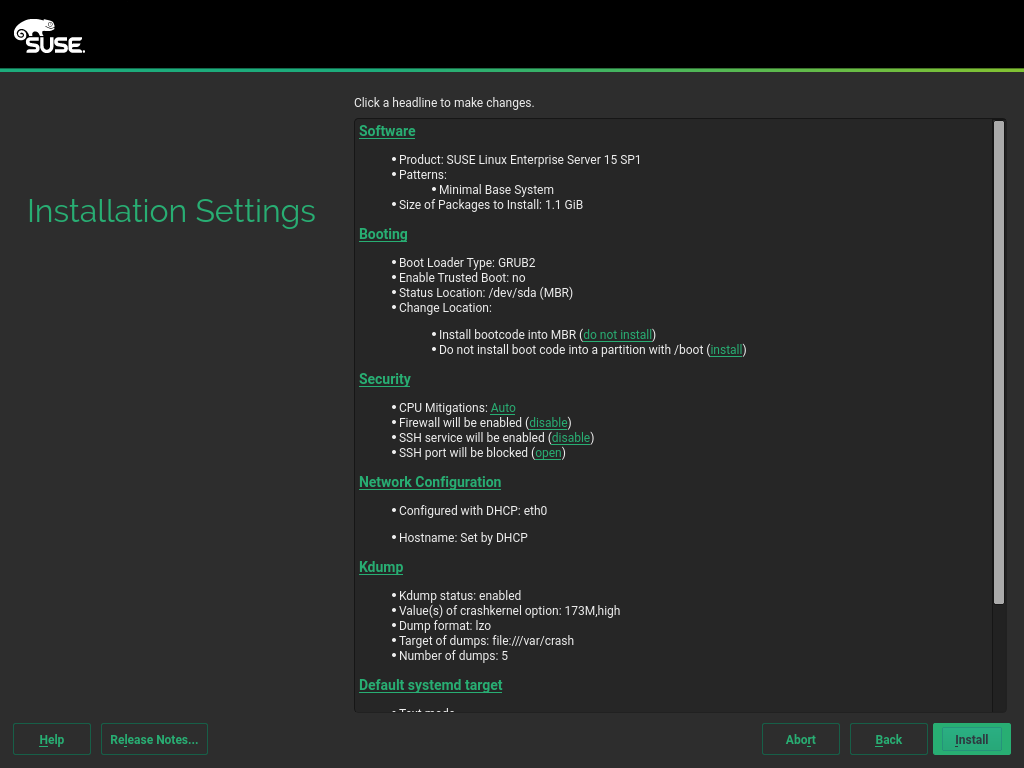 SUSE
Click a headline to make changes.
Installation Settings
Software
• Product: SUSE Linux Enterprise Server 15 SP1
• Patterns:
• Minimal Base System
• Size of Packages to Install: 1.1 GiB
Booting
• Boot Loader Type: GRUB2
• Enable Trusted Boot: no
• Status Location: /dev/sda (MBR)
• Change Location:
• Install bootcode into MBR (do not install)
• Do not install boot code into a partition with /boot (install)
Security
• CPU Mitigations: Auto
• Firewall will be enabled (disable)
• SSH service will be enabled (disable)
• SSH port will be blocked (open)
Network Configuration
• Configured with DHCP: eth0
• Hostname: Set by DHCP
Kdump
• Kdump status: enabled
• Value(s) of crashkernel option: 173M,high
• Dump format: lzo
• Target of dumps: file:///var/crash
• Number of dumps: 5
Default systemd target
• Text mode
Help
Release Notes...
Abort
Back
Install